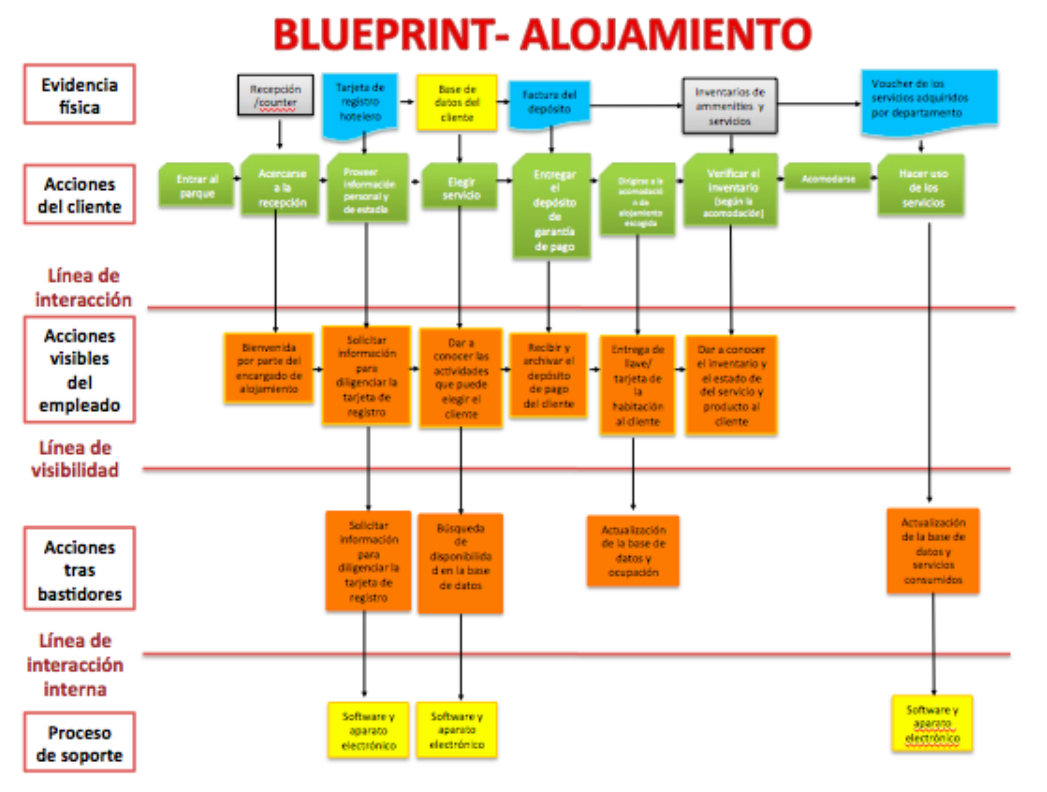 BLUEPRINT- ALOJAMIENTO
Evidencia
física
Recepción
/counter
Tarjeta de
registro
hotelero
Base de
datos del
cliente
Factura del
depósito
Inventarios de
ammenities y
servicios
Voucher de los
servicios adquiridos
por departamento
Acciones
del cliente
Entrar al
parque
Acercarse
a la
recepción
Proveer
información
personal y
de estadía
Elegir
servicio
Entregar
el
depósito
de
garantía
de pago
Dirigirse a la
acomodació
n de
alojamiento
escogida
Verificar el
inventario
(según la
acomodación)
Acomodarse
Hacer uso
de los
servicios
Línea de
interacción
Acciones
visibles
del
empleado
Bienvenida
por parte del
encargado de
alojamiento
Solicitar
información
para
diligenciar la
tarjeta de
registro
Dar a
conocer las
actividades
que puede
elegir el
cliente
Recibir y
archivar el
depósito
de pago
del cliente
Entrega de
llave/
tarjeta de
la
habitación
al cliente
Dar a conocer
el inventario y
el estado de
del servicio y
producto al
cliente
Línea de
visibilidad
Acciones
tras
bastidores
Solicitar
información
para
diligenciar la
tarjeta de
registro
Búsqueda
de
disponibilida
d en la base
de datos
Actualización
de la base de
datos y
ocupación
Actualización
de la base de
datos y
servicios
consumidos
Línea de
interacción
interna
Proceso
de soporte
Software y
aparato
electrónico
Software y
aparato
electrónico
Software y
aparato
electrónico